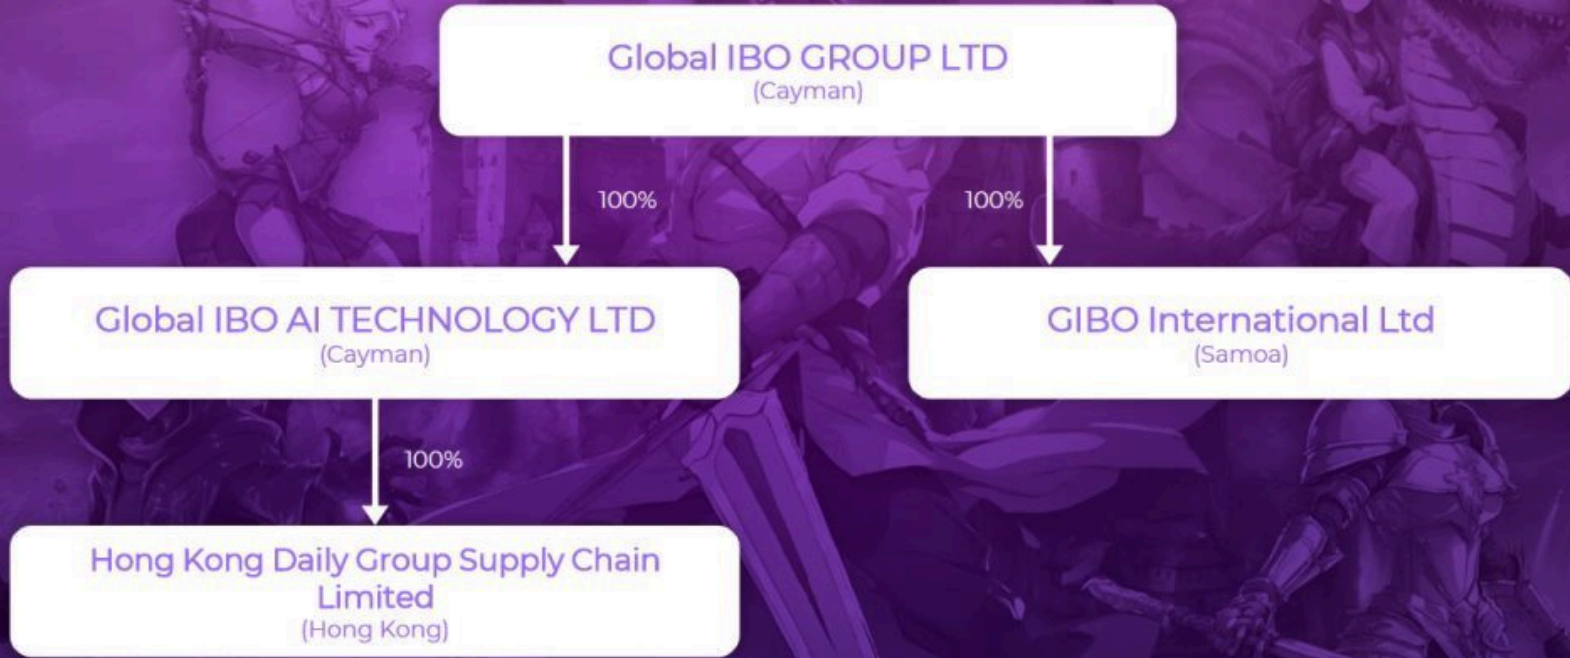 Global IBO GROUP LTD
(Cayman)
100%
100%
Global IBO AI TECHNOLOGY LTD
(Cayman)
GIBO International Ltd
(Samoa)
100%
Hong Kong Daily Group Supply Chain
Limited
(Hong Kong)